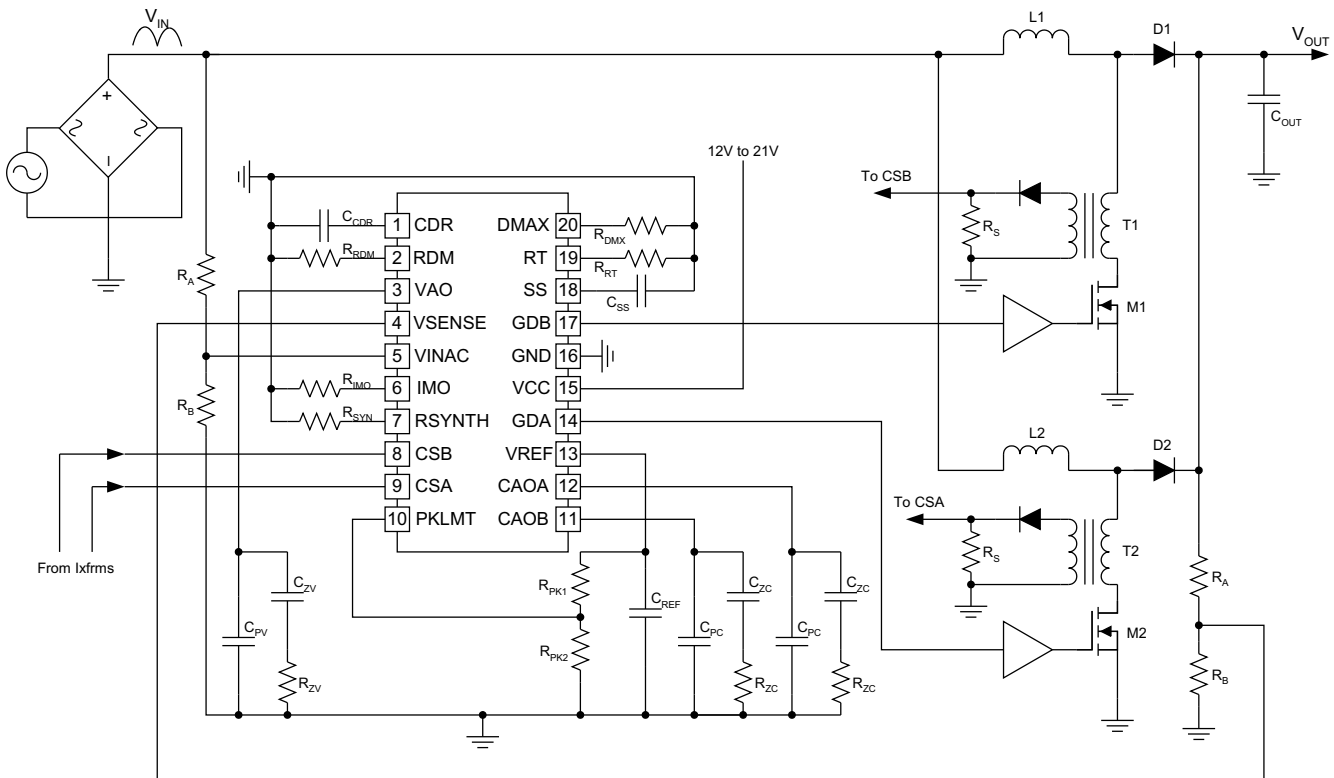 V_IN
L1
D1
V_OUT
C_OUT
12V to 21V
To CSB
R_S
T1
M1
R_A
R_B
C_CDR
R_RDM
1 CDR
2 RDM
3 VAO
4 VSENSE
5 VINAC
6 IMO
7 RSYNTH
8 CSB
9 CSA
10 PKLMT
R_IMO
R_SYN
DMAX 20
RT 19
SS 18
GDB 17
GND 16
VCC 15
GDA 14
VREF 13
CAOA 12
CAOB 11
R_DMX
R_RT
C_SS
L2
D2
To CSA
R_S
T2
M2
R_A
R_B
From Ixfrms
C_ZV
C_PV
R_ZV
R_PK1
R_PK2
C_REF
C_PC
C_ZC
R_ZC
C_PC
C_ZC
R_ZC
+
−